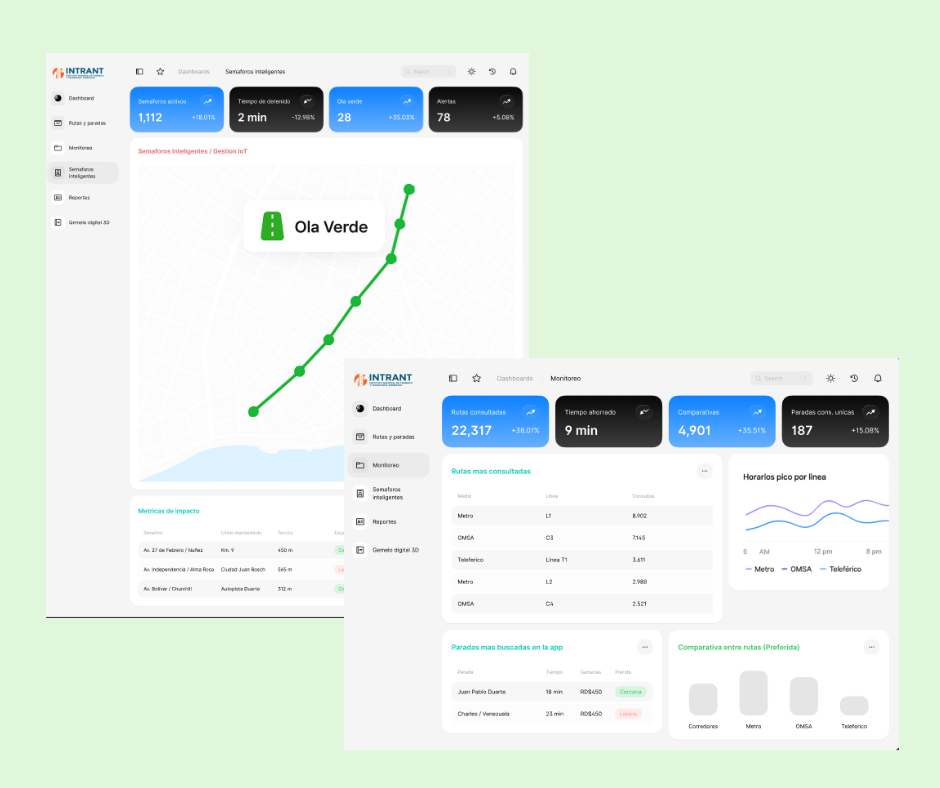 INTRANT
Dashboards
Semaforos inteligentes
Search
Dashboard
Rutas y paradas
Monitoreo
Semaforos
inteligentes
Reportes
Gemelo digital 3D
Semaforos activos
1,112
+18.01%
Tiempo de detenido
2 min
-12.98%
Ola verde
28
+35.03%
Alertas
78
+5.08%
Semaforos Inteligentes / Gestion IoT
Ola Verde
Metricas de impacto
Semaforo
Ultimo mantenimiento
Tecnico
Av. 27 de Febrero / Nuñez
Km. 9
450 m
Av. Independencia / Alma Rosa
Ciudad Juan Bosch
565 m
Av. Bolivar / Churchill
Autopista Duarte
312 m
INTRANT
Dashboards
Monitoreo
Search
Dashboard
Rutas y paradas
Monitoreo
Semaforos
inteligentes
Reportes
Gemelo digital 3D
Rutas consultadas
22,317
+38.01%
Tiempo ahorrado
9 min
Comparativas
4,901
+35.51%
Paradas cons. unicas
187
+15.08%
Rutas mas consultadas
Medio
Linea
Consultas
Metro
L1
8.902
OMSA
C3
7.145
Teleferico
Linea T1
3.611
Metro
L2
2.988
OMSA
C4
2.521
Horarios pico por linea
6 AM
12 pm
8 pm
Metro
OMSA
Teleférico
Paradas mas buscadas en la app
Parada
Tiempo
Juan Pablo Duarte
18 min
RD$450
Cercana
Charles / Venezuela
23 min
RD$450
Lejana
Comparativa entre rutas (Preferida)
Corredores
Metro
OMSA
Teleferico